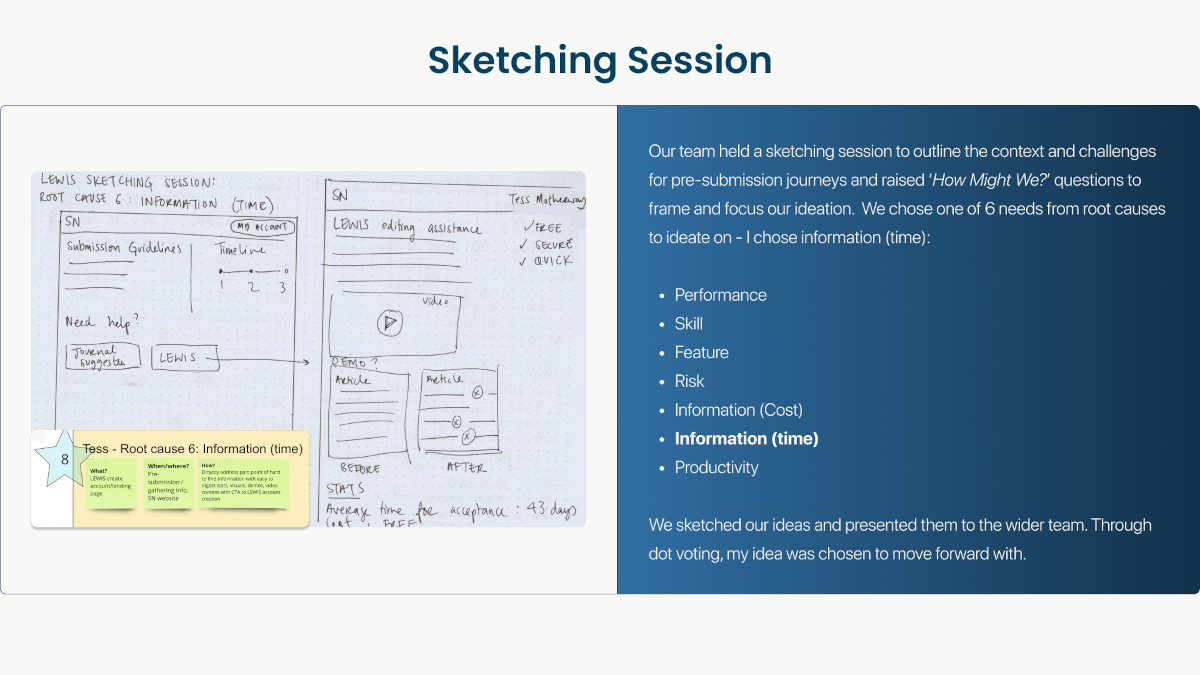 Sketching Session
LEWIS SKETCHING SESSION:
ROOT CAUSE 6: INFORMATION (TIME)
SN
MY ACCOUNT
Submission Guidelines
Timeline
1 2 3
Need help?
Journal
Suggester
LEWIS
SN
Tess Motheraway
LEWIS editing assistance
✓ FREE
✓ SECURE
✓ QUICK
Video
DEMO?
Article
Article
BEFORE
AFTER
STATS
Average time for acceptance: 43 days
FREE
8
Tess - Root cause 6: Information (time)
What?
LEWIS create
account/landing
page
When/where?
Pre-
submission /
gathering info,
SN website
How?
Directly address pain point of hard
to find information with easy to
digest stats, visuals, demos, video
content with CTA to LEWIS account
creation.
Our team held a sketching session to outline the context and challenges
for pre-submission journeys and raised 'How Might We?' questions to
frame and focus our ideation. We chose one of 6 needs from root causes
to ideate on - I chose information (time):
• Performance
• Skill
• Feature
• Risk
• Information (Cost)
• Information (time)
• Productivity
We sketched our ideas and presented them to the wider team. Through
dot voting, my idea was chosen to move forward with.